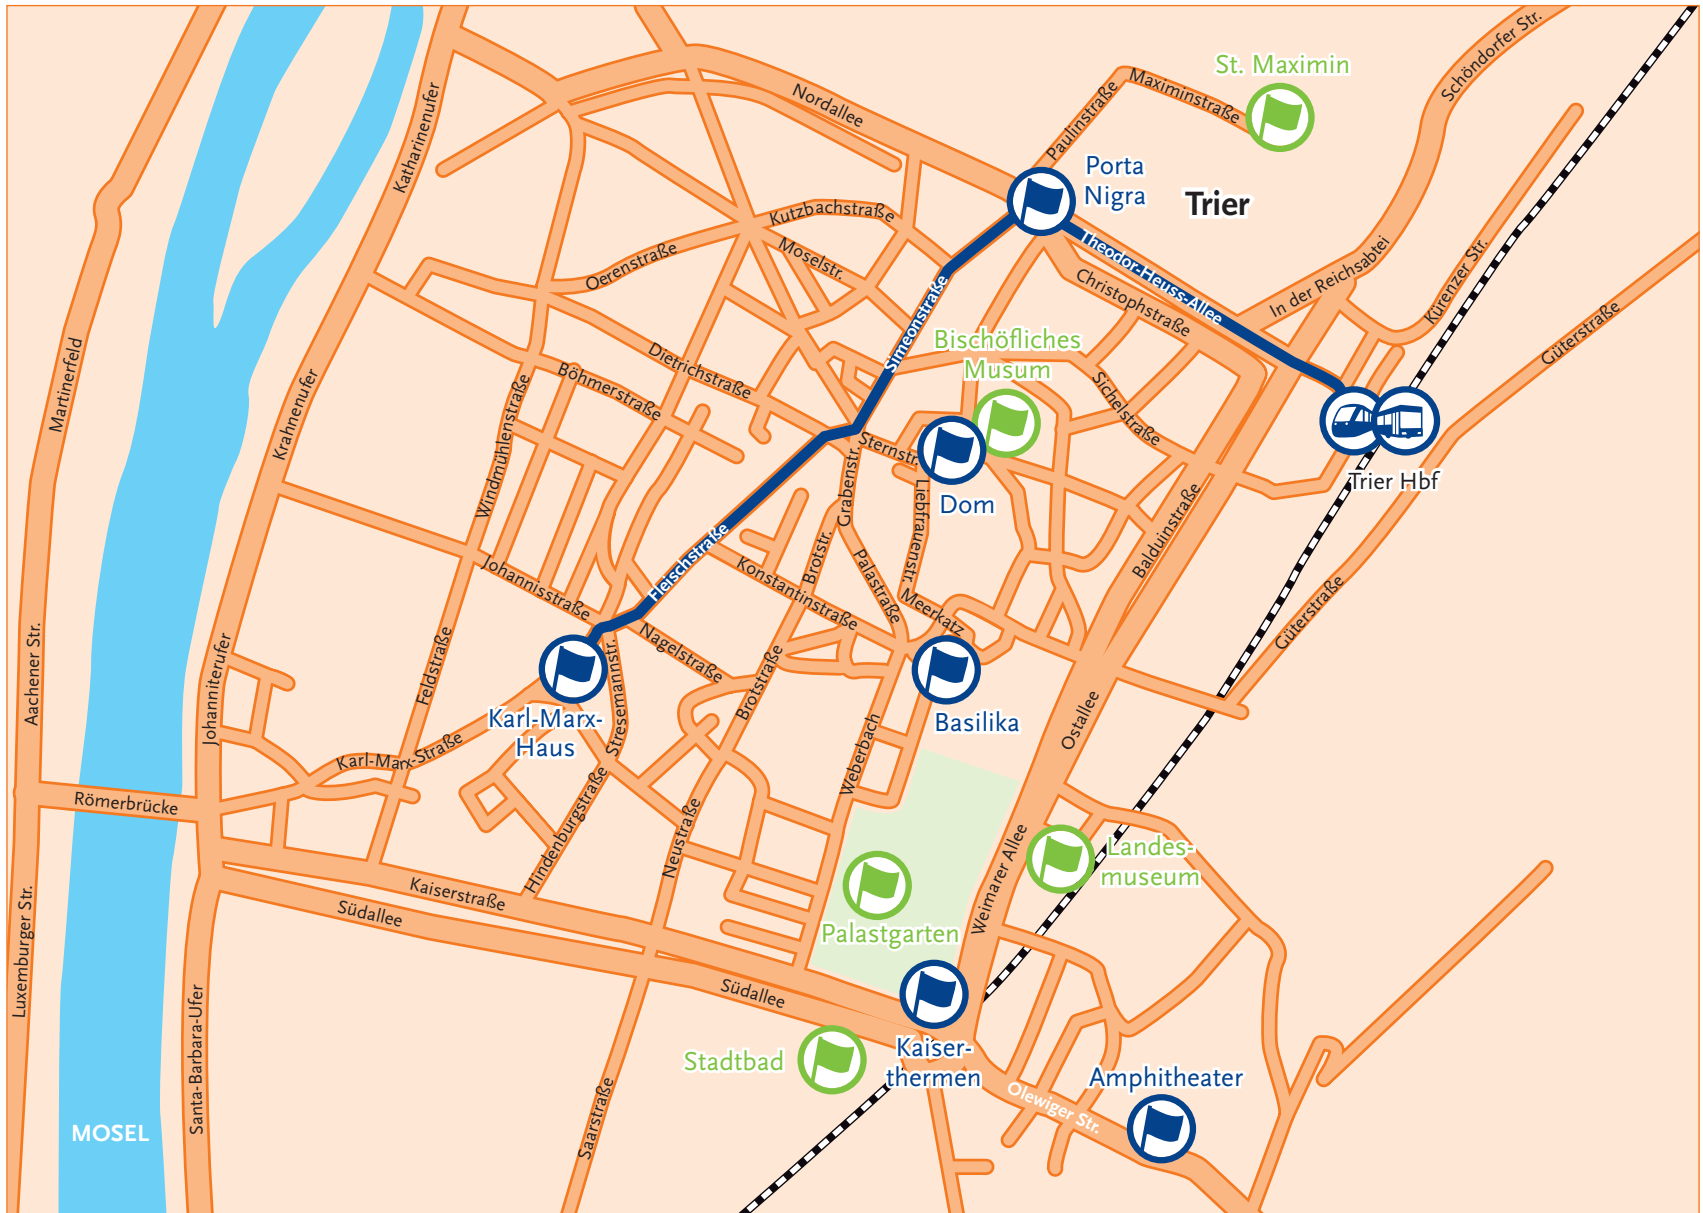 Schöndorfer Str.
St. Maximin
Maximinstraße
Nordallee
Paulinstraße
Katharinenufer
Porta
Nigra
Trier
Kutzbachstraße
Moselstr.
Oerenstraße
Theodor-Heuss-Allee
In der Reichsabtei
Kürenzer Str.
Christophstraße
Güterstraße
Simeonstraße
Bischöfliches
Musum
Martinerfeld
Krahnenufer
Dietrichstraße
Böhmerstraße
Windmühlenstraße
Sichelstraße
Sternstr.
Grabenstr.
Liebfrauenstr.
Dom
Trier Hbf
Balduinstraße
Fleischstraße
Brotstr.
Palaststraße
Konstantinstraße
Johannisstraße
Meerkatz
Güterstraße
Nagelstraße
Aachener Str.
Johanniterufer
Feldstraße
Stresemannstr.
Brotstraße
Karl-Marx-
Haus
Basilika
Ostallee
Karl-Marx-Straße
Weberbach
Römerbrücke
Hindenburgstraße
Neustraße
Weimarer Allee
Landes-
museum
Kaiserstraße
Südallee
Luxemburger Str.
Palastgarten
Südallee
Santa-Barbara-Ufer
Stadtbad
Kaiser-
thermen
Amphitheater
Olewiger Str.
Saarstraße
MOSEL